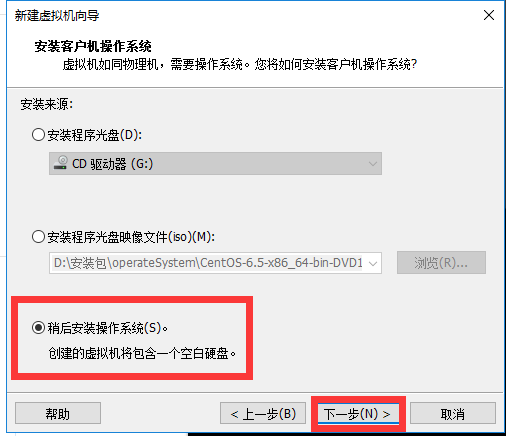 新建虚拟机向导
安装客户机操作系统
虚拟机如同物理机，需要操作系统。您将如何安装客户机操作系统?
安装来源:
安装程序光盘(D):
CD 驱动器 (G:)
安装程序光盘映像文件(iso)(M):
D:\安装包\operateSystem\CentOS-6.5-x86_64-bin-DVD1
浏览(R)...
稍后安装操作系统(S)。
创建的虚拟机将包含一个空白硬盘。
帮助
< 上一步(B)
下一步(N) >
取消